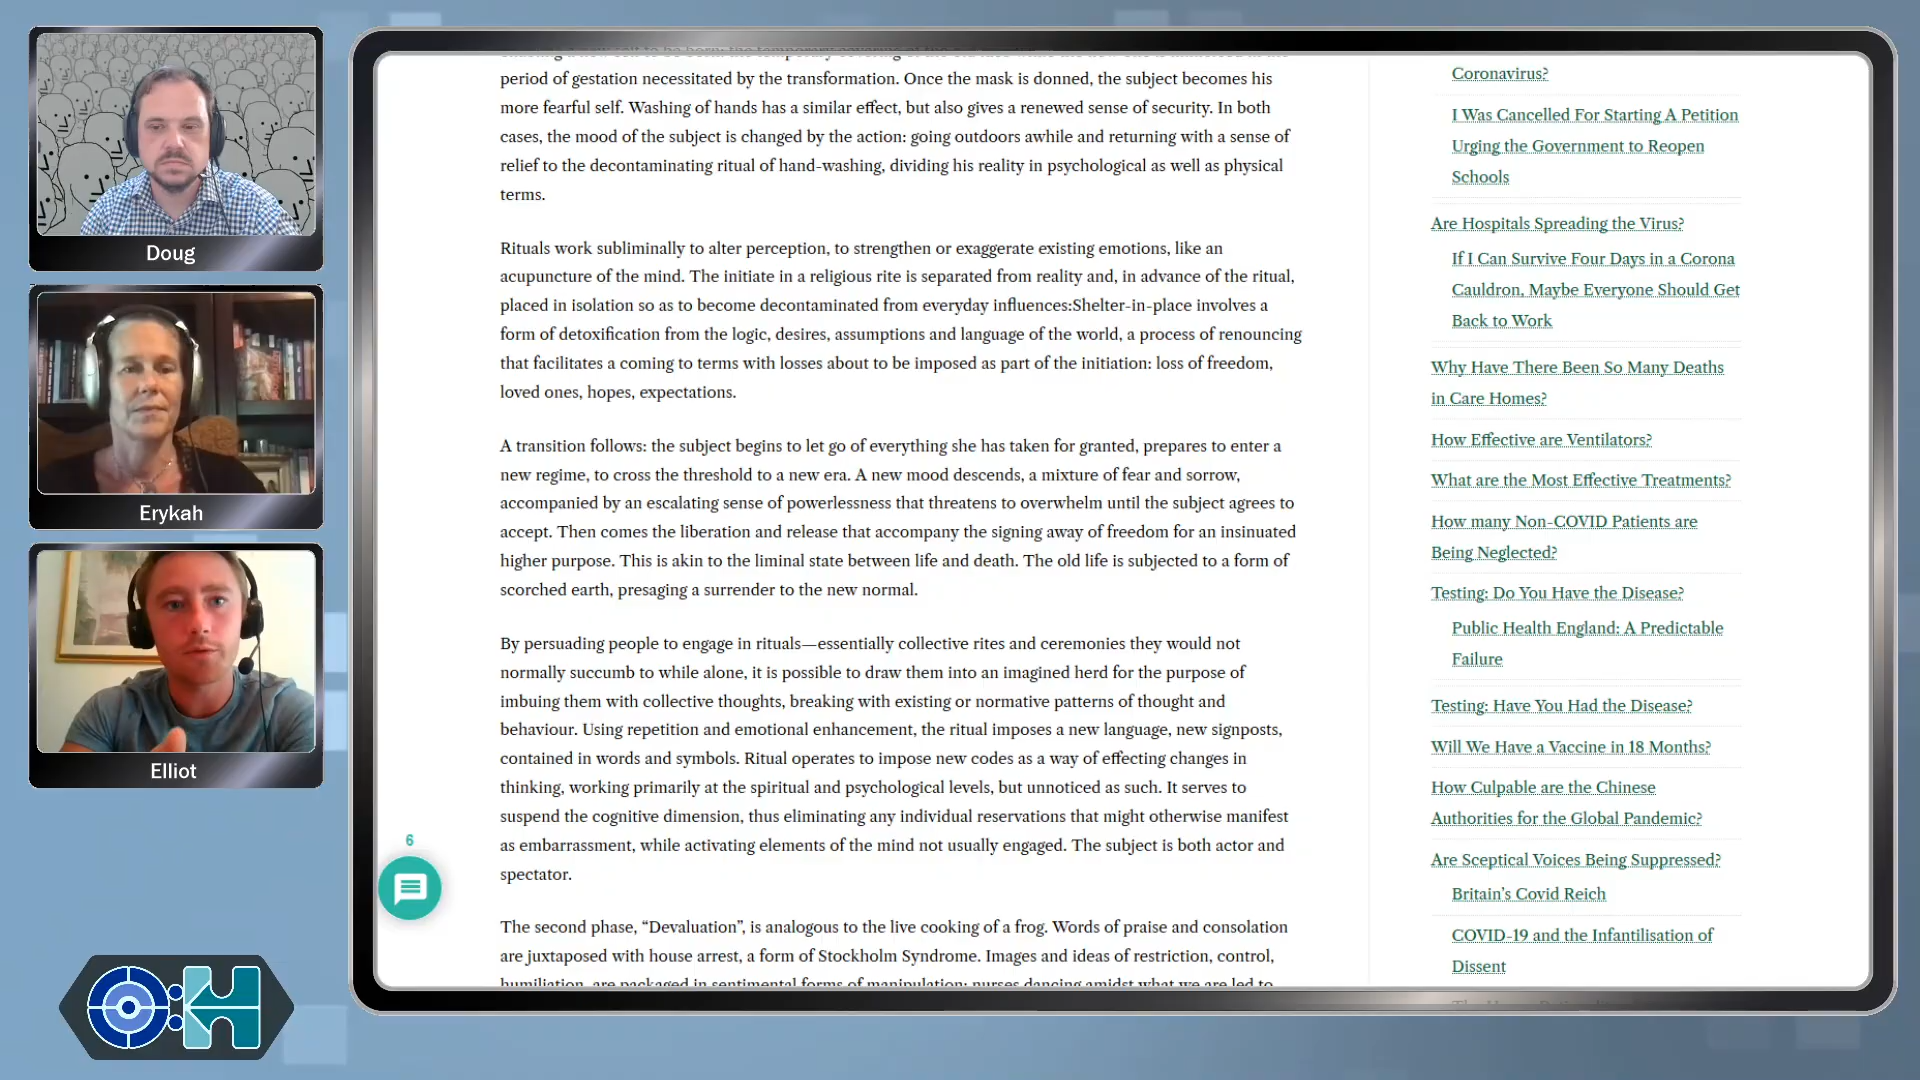 Doug
Erykah
Elliot
period of gestation necessitated by the transformation. Once the mask is donned, the subject becomes his
more fearful self. Washing of hands has a similar effect, but also gives a renewed sense of security. In both
cases, the mood of the subject is changed by the action: going outdoors awhile and returning with a sense of
relief to the decontaminating ritual of hand-washing, dividing his reality in psychological as well as physical
terms.
Rituals work subliminally to alter perception, to strengthen or exaggerate existing emotions, like an
acupuncture of the mind. The initiate in a religious rite is separated from reality and, in advance of the ritual,
placed in isolation so as to become decontaminated from everyday influences:Shelter-in-place involves a
form of detoxification from the logic, desires, assumptions and language of the world, a process of renouncing
that facilitates a coming to terms with losses about to be imposed as part of the initiation: loss of freedom,
loved ones, hopes, expectations.
A transition follows: the subject begins to let go of everything she has taken for granted, prepares to enter a
new regime, to cross the threshold to a new era. A new mood descends, a mixture of fear and sorrow,
accompanied by an escalating sense of powerlessness that threatens to overwhelm until the subject agrees to
accept. Then comes the liberation and release that accompany the signing away of freedom for an insinuated
higher purpose. This is akin to the liminal state between life and death. The old life is subjected to a form of
scorched earth, presaging a surrender to the new normal.
By persuading people to engage in rituals—essentially collective rites and ceremonies they would not
normally succumb to while alone, it is possible to draw them into an imagined herd for the purpose of
imbuing them with collective thoughts, breaking with existing or normative patterns of thought and
behaviour. Using repetition and emotional enhancement, the ritual imposes a new language, new signposts,
contained in words and symbols. Ritual operates to impose new codes as a way of effecting changes in
thinking, working primarily at the spiritual and psychological levels, but unnoticed as such. It serves to
suspend the cognitive dimension, thus eliminating any individual reservations that might otherwise manifest
as embarrassment, while activating elements of the mind not usually engaged. The subject is both actor and
spectator.
The second phase, “Devaluation”, is analogous to the live cooking of a frog. Words of praise and consolation
are juxtaposed with house arrest, a form of Stockholm Syndrome. Images and ideas of restriction, control,
humiliation, are packaged in sentimental forms of manipulation: nurses dancing amidst what we are led to
6
Coronavirus?
I Was Cancelled For Starting A Petition
Urging the Government to Reopen
Schools
Are Hospitals Spreading the Virus?
If I Can Survive Four Days in a Corona
Cauldron, Maybe Everyone Should Get
Back to Work
Why Have There Been So Many Deaths
in Care Homes?
How Effective are Ventilators?
What are the Most Effective Treatments?
How many Non-COVID Patients are
Being Neglected?
Testing: Do You Have the Disease?
Public Health England: A Predictable
Failure
Testing: Have You Had the Disease?
Will We Have a Vaccine in 18 Months?
How Culpable are the Chinese
Authorities for the Global Pandemic?
Are Sceptical Voices Being Suppressed?
Britain's Covid Reich
COVID-19 and the Infantilisation of
Dissent